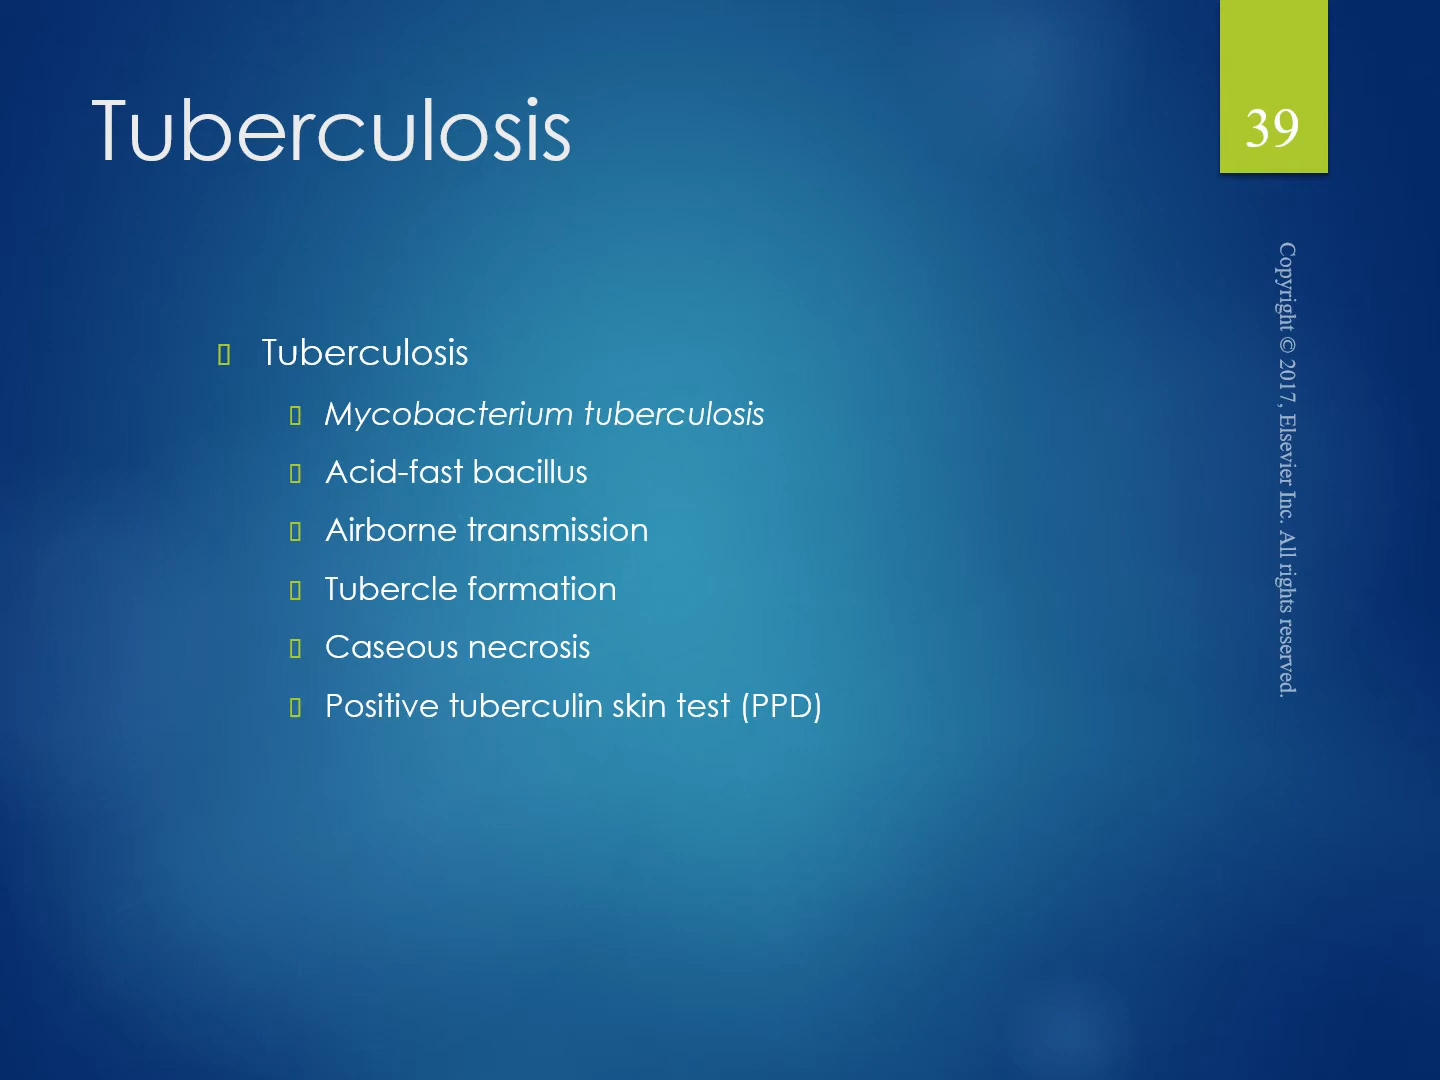 Tuberculosis
39
Tuberculosis
Mycobacterium tuberculosis
Acid-fast bacillus
Airborne transmission
Tubercle formation
Caseous necrosis
Positive tuberculin skin test (PPD)
Copyright © 2017, Elsevier Inc. All rights reserved.